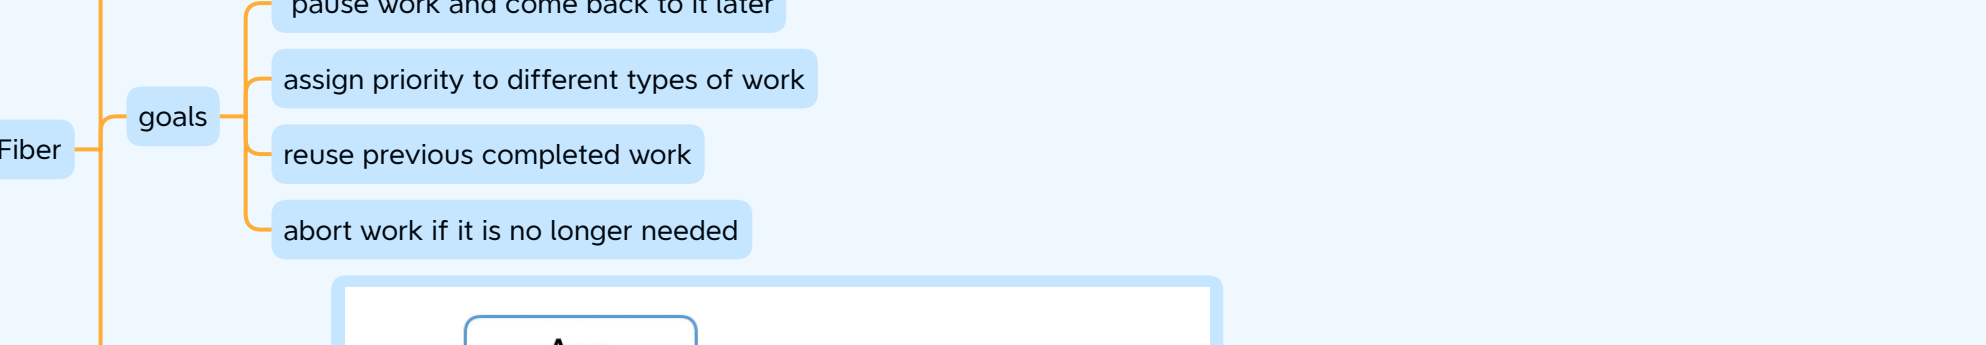 pause work and come back to it later
assign priority to different types of work
goals
Fiber
reuse previous completed work
abort work if it is no longer needed